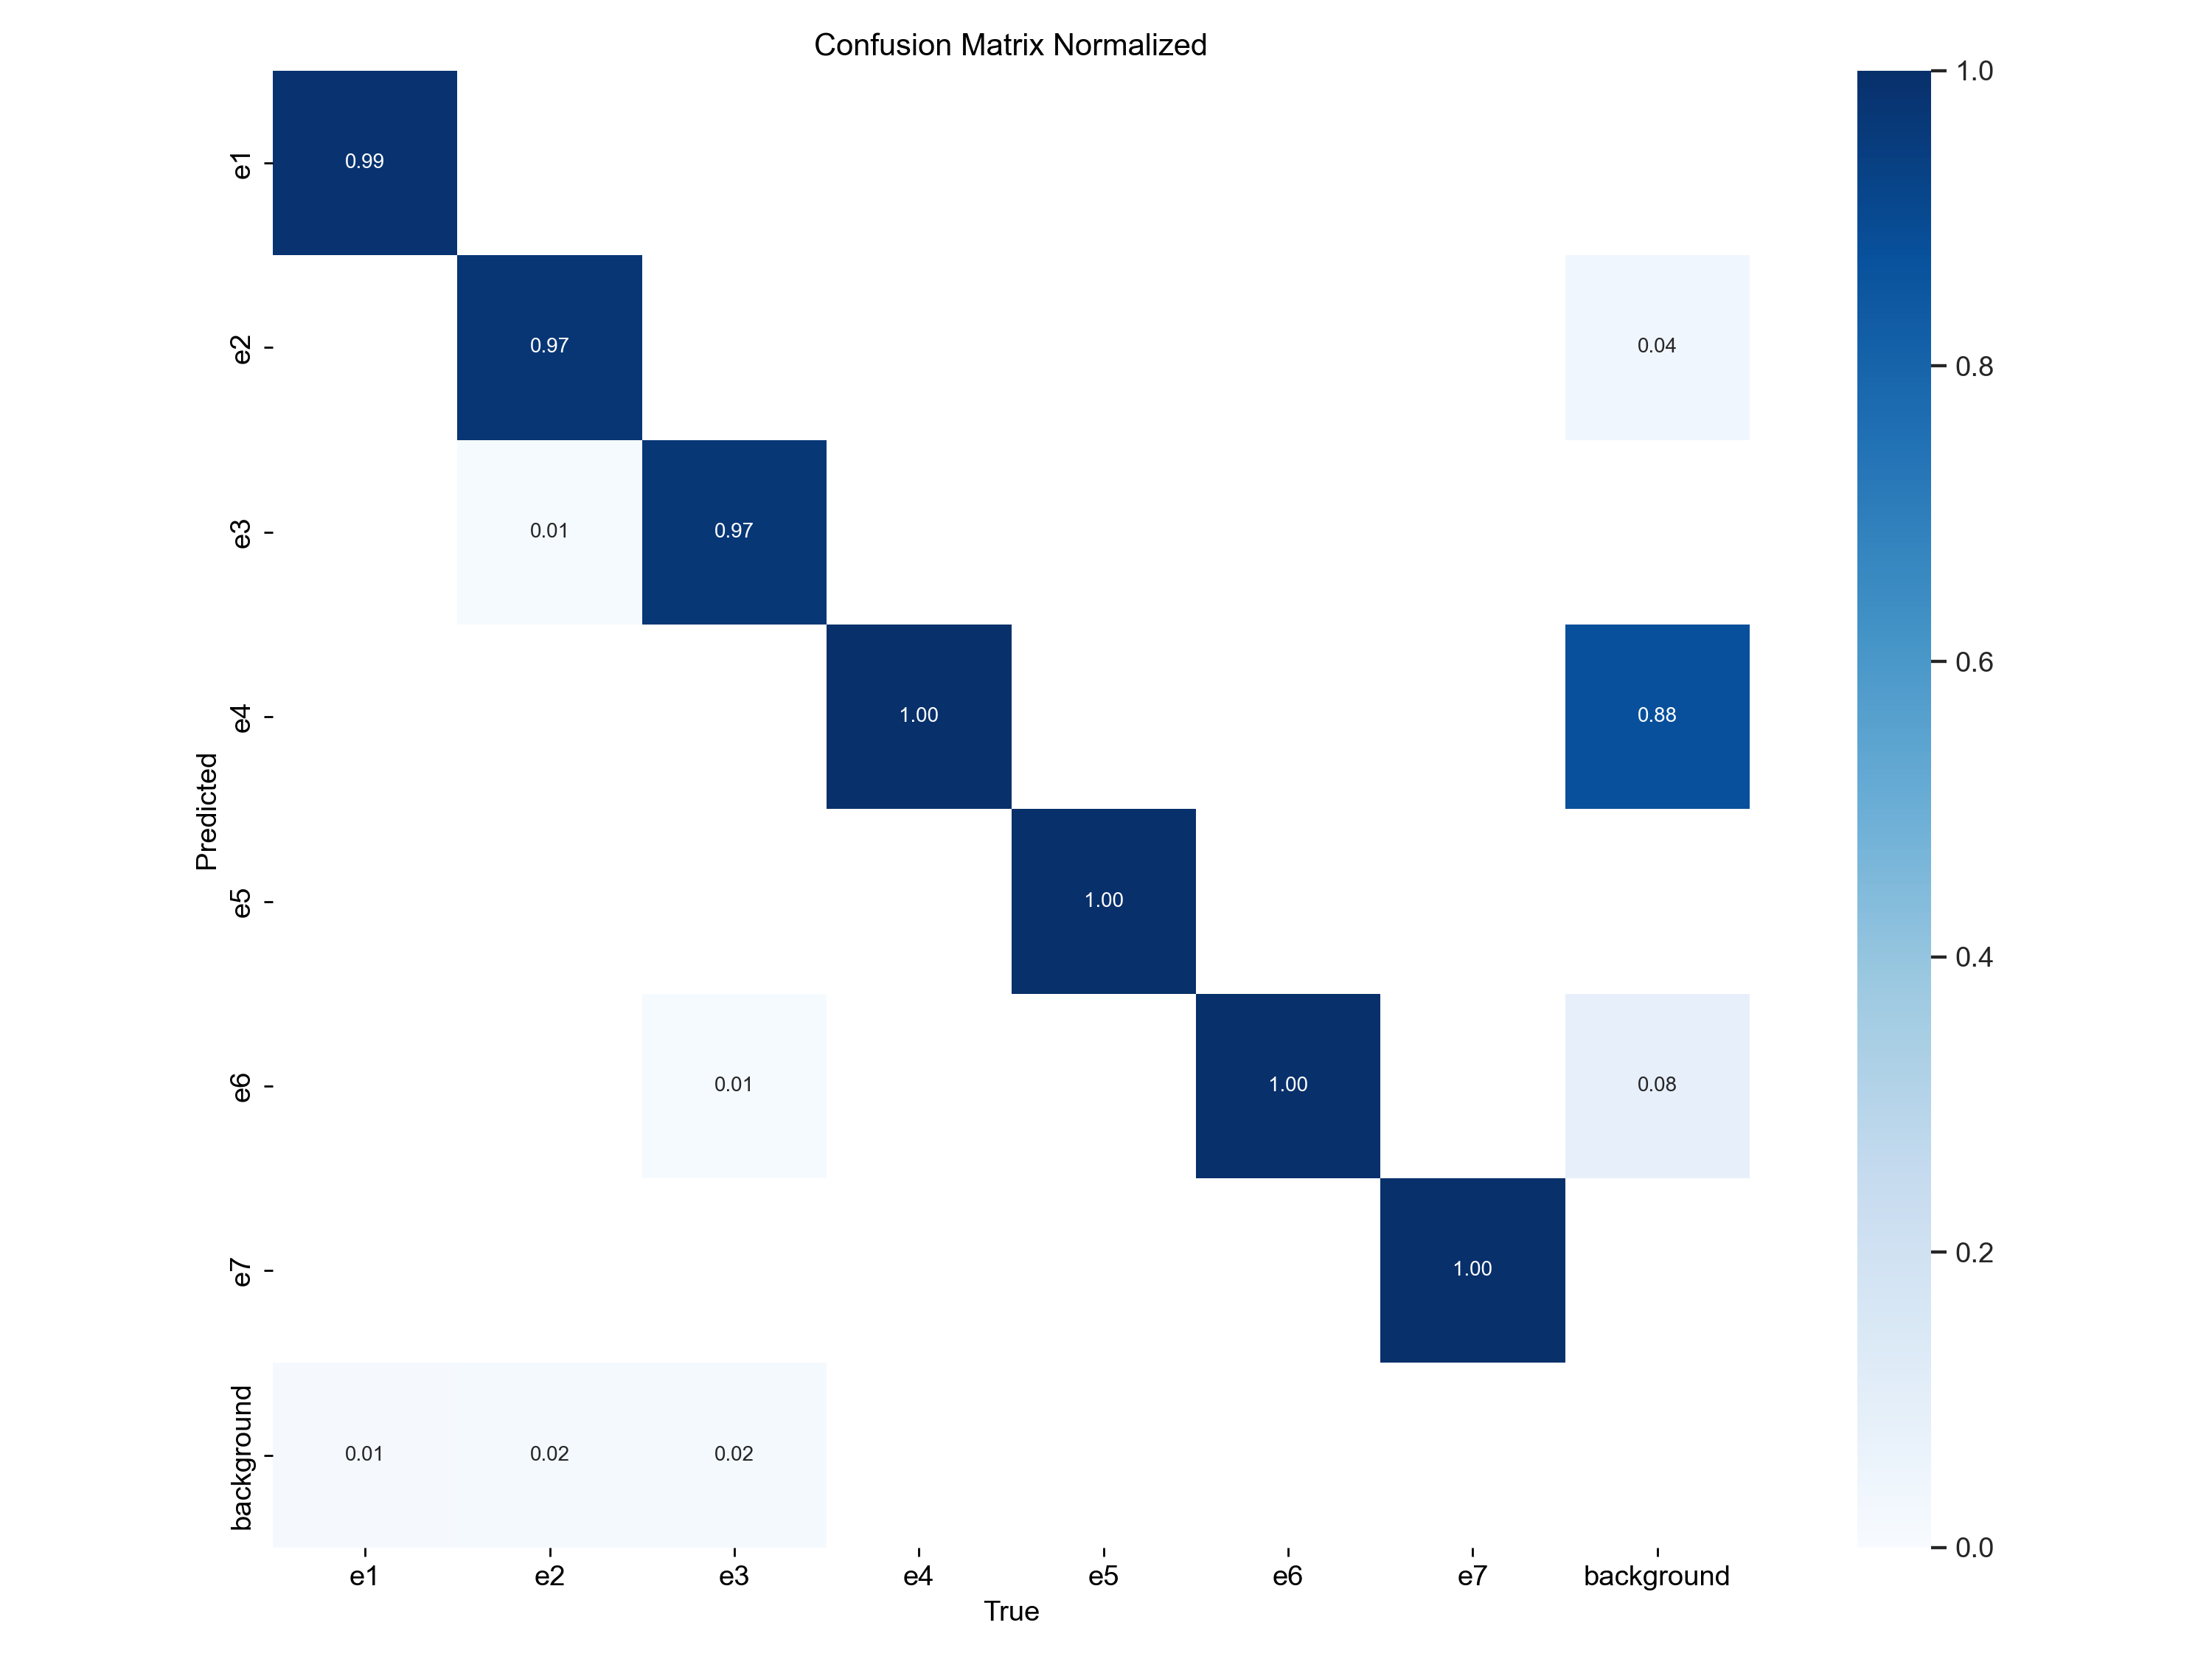 Confusion Matrix Normalized
e1
0.99
e2
0.97
0.04
e3
0.01
0.97
e4
1.00
0.88
e5
1.00
e6
0.01
1.00
0.08
e7
1.00
background
0.01
0.02
0.02
e1
e2
e3
e4
e5
e6
e7
background
True
Predicted
1.0
0.8
0.6
0.4
0.2
0.0